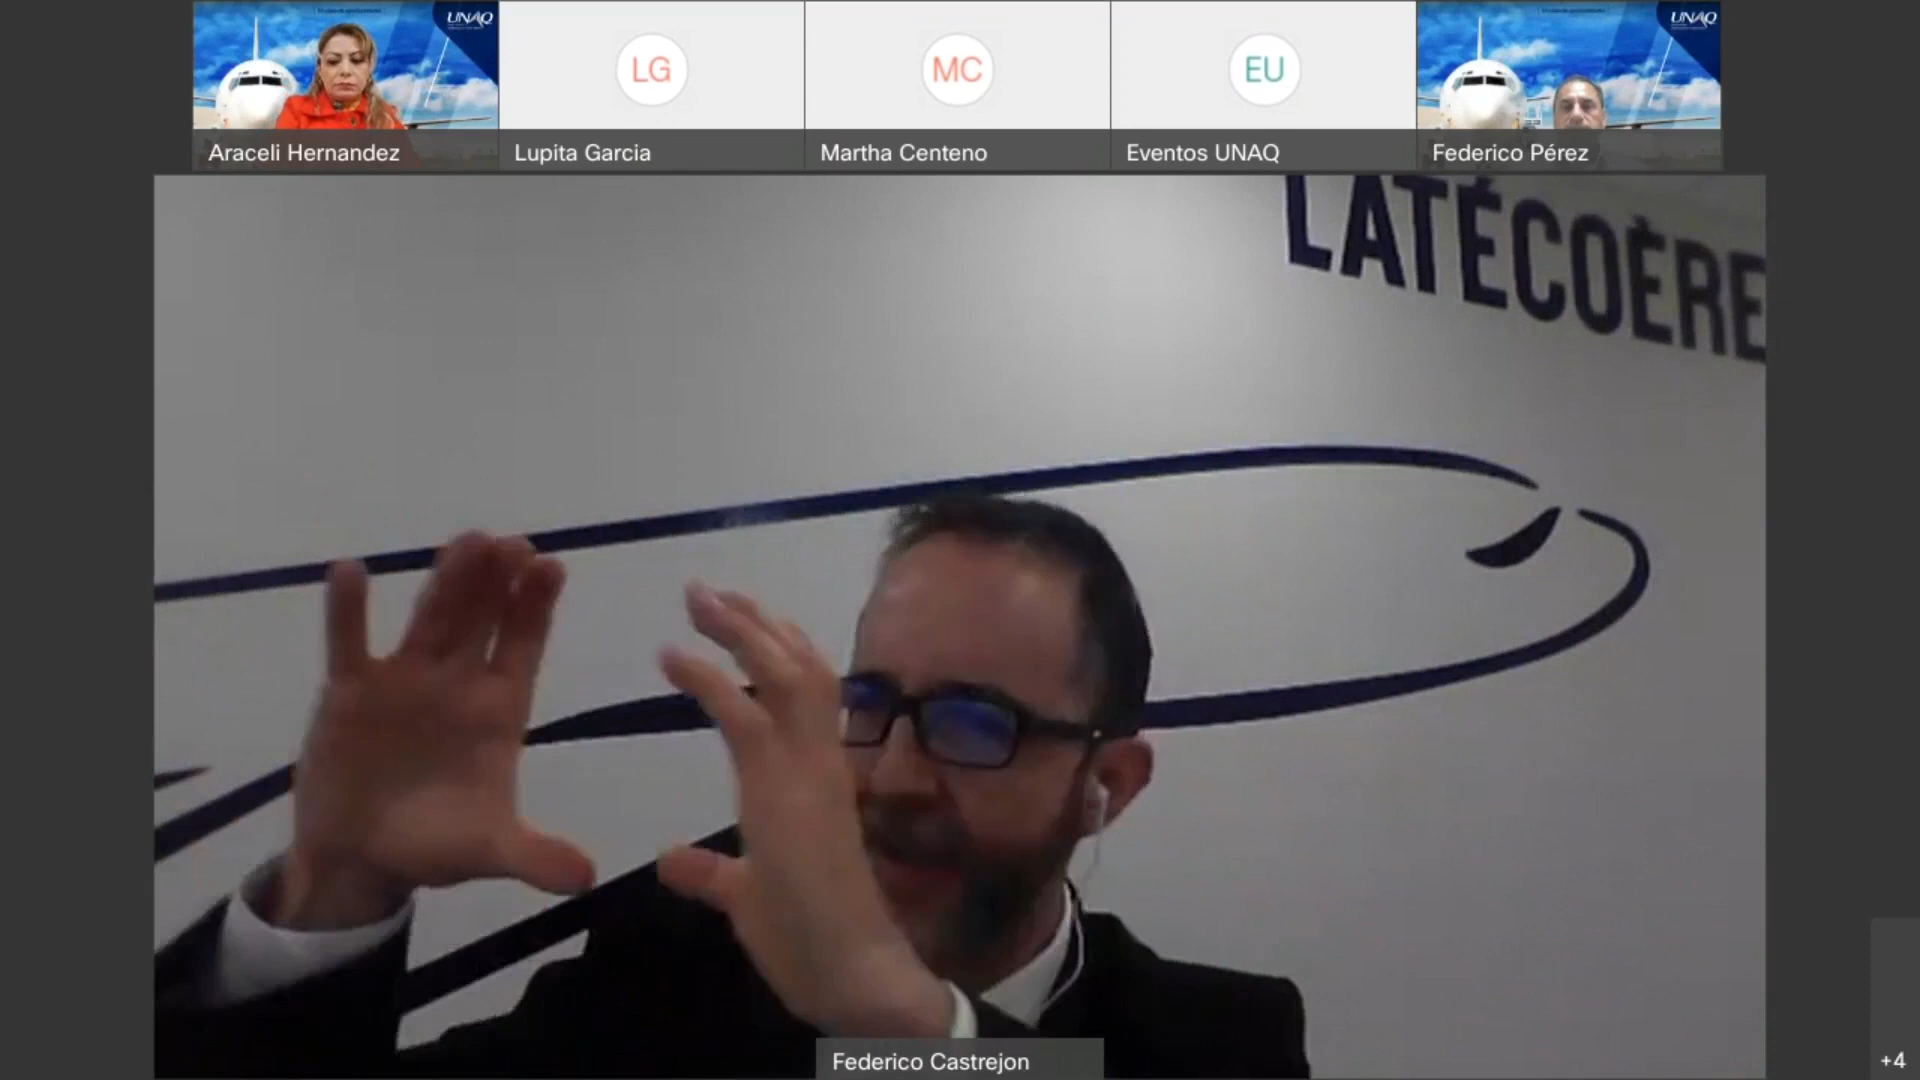 UNAQ
LG
MC
EU
UNAQ
Araceli Hernandez
Lupita Garcia
Martha Centeno
Eventos UNAQ
Federico Pérez
LATÉCOÈRE
Federico Castrejon
+4